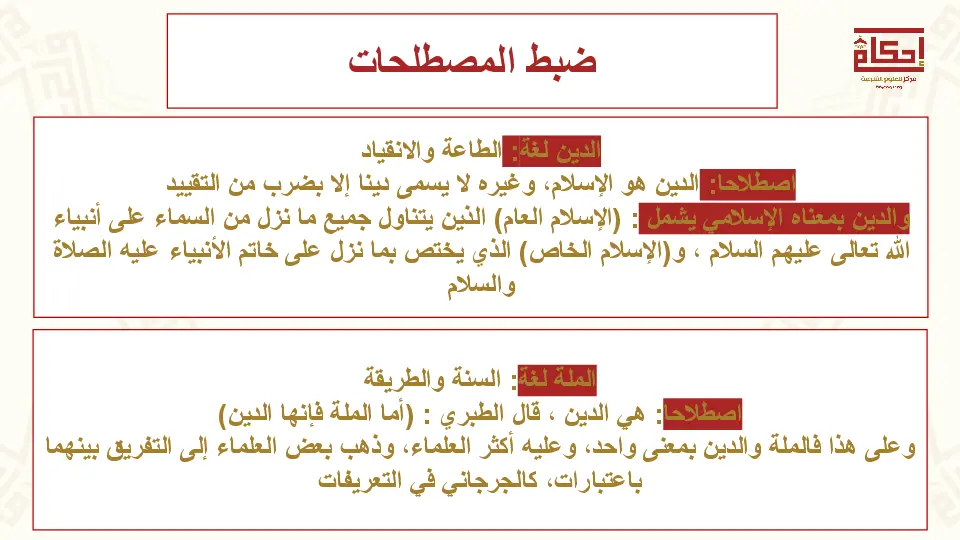 ضبط المصطلحات
إحكام
مركز للعلوم الشرعية
الدين لغة: الطاعة والانقياد
اصطلاحا: الدين هو الإسلام، وغيره لا يسمى دينا إلا بضرب من التقييد
والدين بمعناه الإسلامي يشمل : (الإسلام العام) الذين يتناول جميع ما نزل من السماء على أنبياء
الله تعالى عليهم السلام ، و(الإسلام الخاص) الذي يختص بما نزل على خاتم الأنبياء عليه الصلاة
والسلام
الملة لغة: السنة والطريقة
اصطلاحا: هي الدين ، قال الطبري : (أما الملة فإنها الدين)
وعلى هذا فالملة والدين بمعنى واحد، وعليه أكثر العلماء، وذهب بعض العلماء إلى التفريق بينهما
باعتبارات، كالجرجاني في التعريفات